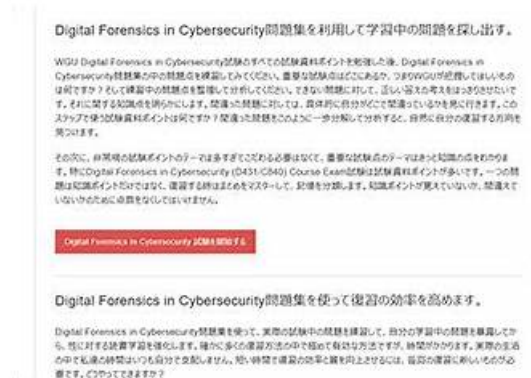 Digital Forensics in Cybersecurity問題集を利用して学習中の問題を探し出す。
WGU Digital Forensics in Cybersecurity試験のすべての試験資料ポイントを勉強した後、Digital Forensics in
Cybersecurity問題集の中の問題点を練習してみてください。重要な試験点はどこにあるか、つまりWGUが把握してほしいもの
は何ですか？そして練習中の問題点を整理して分析してください。できない問題に対して、正しい答えの考えをはっきりさせたいで
す。それに関する知識点を明らかにします。間違った問題に対しては、具体的に自分がどこで間違っているかを見に行きます。この
ステップで使う試験ポイントは何ですか？間違った問題をこのように一歩分解して分析すると、自然に自分の復習する方向を
見つけます。
その次に、非常規の試験ポイントのテーマは多すぎてこだわる必要はなくて、重要な試験点のテーマはきっと知識の点をわかりま
す。特にDigital Forensics in Cybersecurity (D431/C840) Course Exam試験は試験資料ポイントが多いです。一つの問
題は知識ポイントだけではなく、復習する時はまとめをマスターして、記憶を分類します。知識ポイントが見えていないか、間違えて
いないかのために点数をなくしてはいけません。
Digital Forensics in Cybersecurity 試験を開始する
Digital Forensics in Cybersecurity問題集を使って復習の効率を高めます。
Digital Forensics in Cybersecurity問題集を使って、実際の試験中の問題を練習して、自分の学習中の問題を暴露してか
ら、性に対する読書学習を強化します。確かに多くの復習方法の中で極めて有効な方法ですが、時間がかかります。実際の生活
の中で私達の時間はいつも自分で支配しません。短い時間で復習の効率と質を向上させるには、毎回の復習に新しいものが必
要です。どうやってできますか？